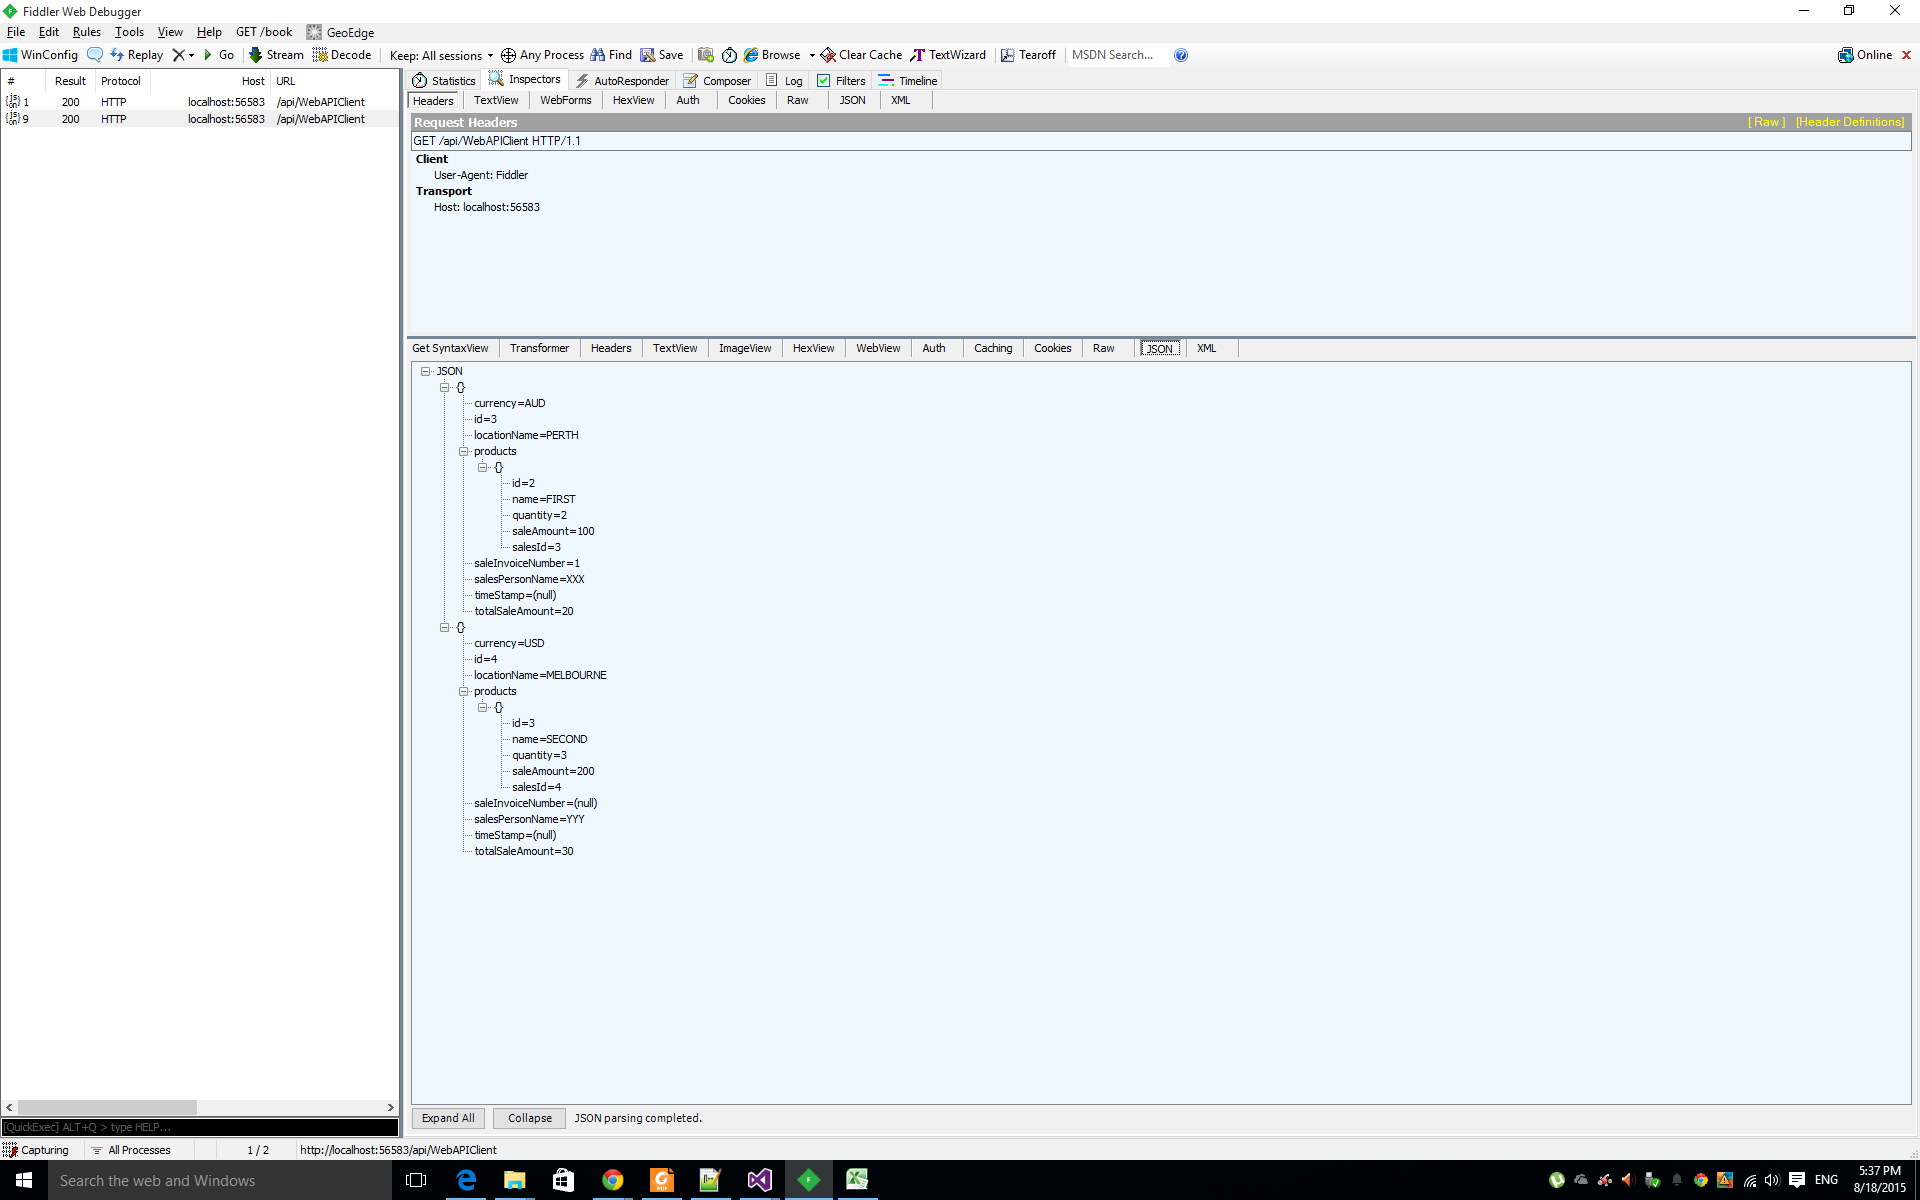 Fiddler Web Debugger
File Edit Rules Tools View Help GET /book GeoEdge
WinConfig Replay Go Stream Decode Keep: All sessions Any Process Find Save Browse Clear Cache TextWizard Tearoff MSDN Search... Online
# Result Protocol Host URL
1 200 HTTP localhost:56583 /api/WebAPIClient
9 200 HTTP localhost:56583 /api/WebAPIClient
Statistics Inspectors AutoResponder Composer Log Filters Timeline
Headers TextView WebForms HexView Auth Cookies Raw JSON XML
Request Headers [ Raw ] [Header Definitions]
GET /api/WebAPIClient HTTP/1.1
Client
User-Agent: Fiddler
Transport
Host: localhost:56583
Get SyntaxView Transformer Headers TextView ImageView HexView WebView Auth Caching Cookies Raw JSON XML
JSON
{}
currency=AUD
id=3
locationName=PERTH
products
{}
id=2
name=FIRST
quantity=2
saleAmount=100
salesId=3
saleInvoiceNumber=1
salesPersonName=XXX
timeStamp=(null)
totalSaleAmount=20
{}
currency=USD
id=4
locationName=MELBOURNE
products
{}
id=3
name=SECOND
quantity=3
saleAmount=200
salesId=4
saleInvoiceNumber=(null)
salesPersonName=YYY
timeStamp=(null)
totalSaleAmount=30
Expand All Collapse JSON parsing completed.
[QuickExec] ALT+Q > type HELP...
Capturing All Processes 1 / 2 http://localhost:56583/api/WebAPIClient
Search the web and Windows
ENG
5:37 PM
8/18/2015